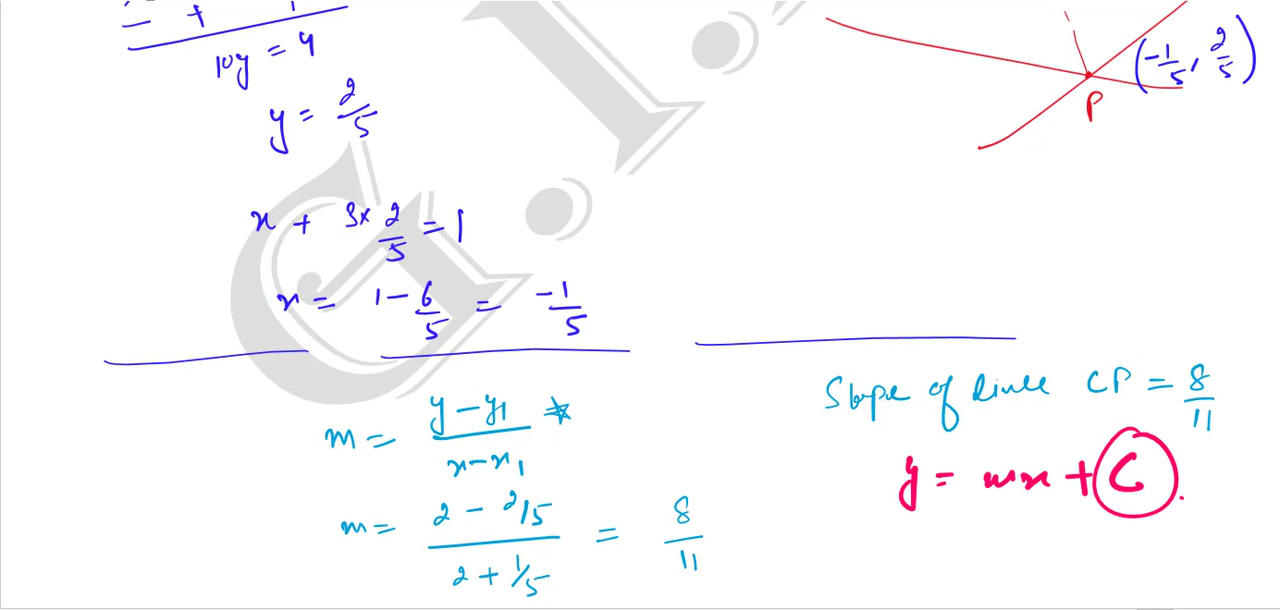 10y = 4
y = 2/5
(-1/5, 2/5)
P
x + 3× 2/5 = 1
x = 1 - 6/5 = -1/5
m = y - y1 / x - x1
m = 2 - 2/5 / 2 + 1/5 = 8/11
Slope of line CP = 8/11
y = mx + C.